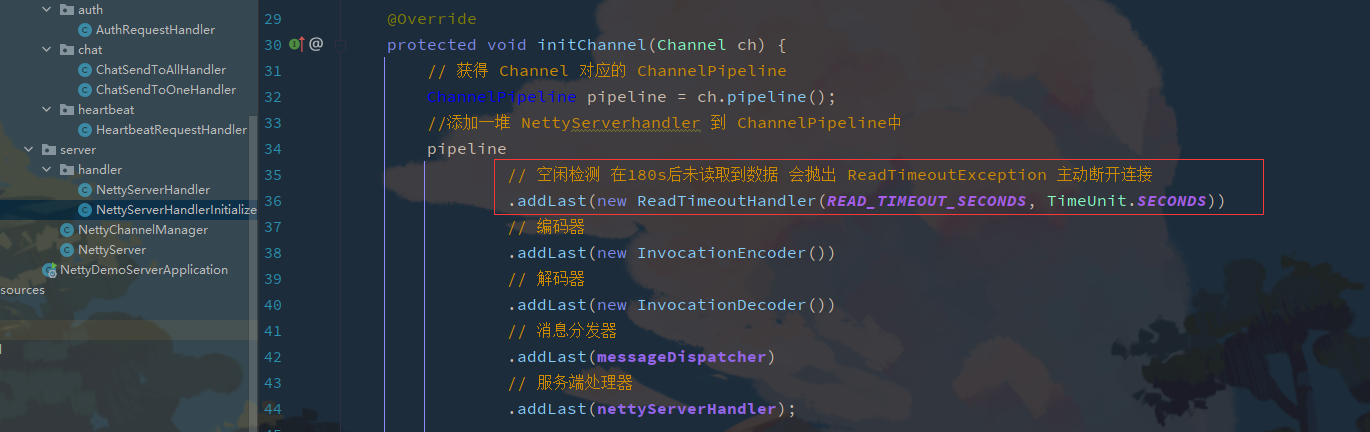 auth
AuthRequestHandler
chat
ChatSendToAllHandler
ChatSendToOneHandler
heartbeat
HeartbeatRequestHandler
server
handler
NettyServerHandler
NettyServerHandlerInitialize
NettyChannelManager
NettyServer
NettyDemoServerApplication
sources
29 @Override
30 @ protected void initChannel(Channel ch) {
31 // 获得 Channel 对应的 ChannelPipeline
32 ChannelPipeline pipeline = ch.pipeline();
33 //添加一堆 NettyServerhandler 到 ChannelPipeline中
34 pipeline
35 // 空闲检测 在180s后未读取到数据 会抛出 ReadTimeoutException 主动断开连接
36 .addLast(new ReadTimeoutHandler(READ_TIMEOUT_SECONDS, TimeUnit.SECONDS))
37 // 编码器
38 .addLast(new InvocationEncoder())
39 // 解码器
40 .addLast(new InvocationDecoder())
41 // 消息分发器
42 .addLast(messageDispatcher)
43 // 服务端处理器
44 .addLast(nettyServerHandler);